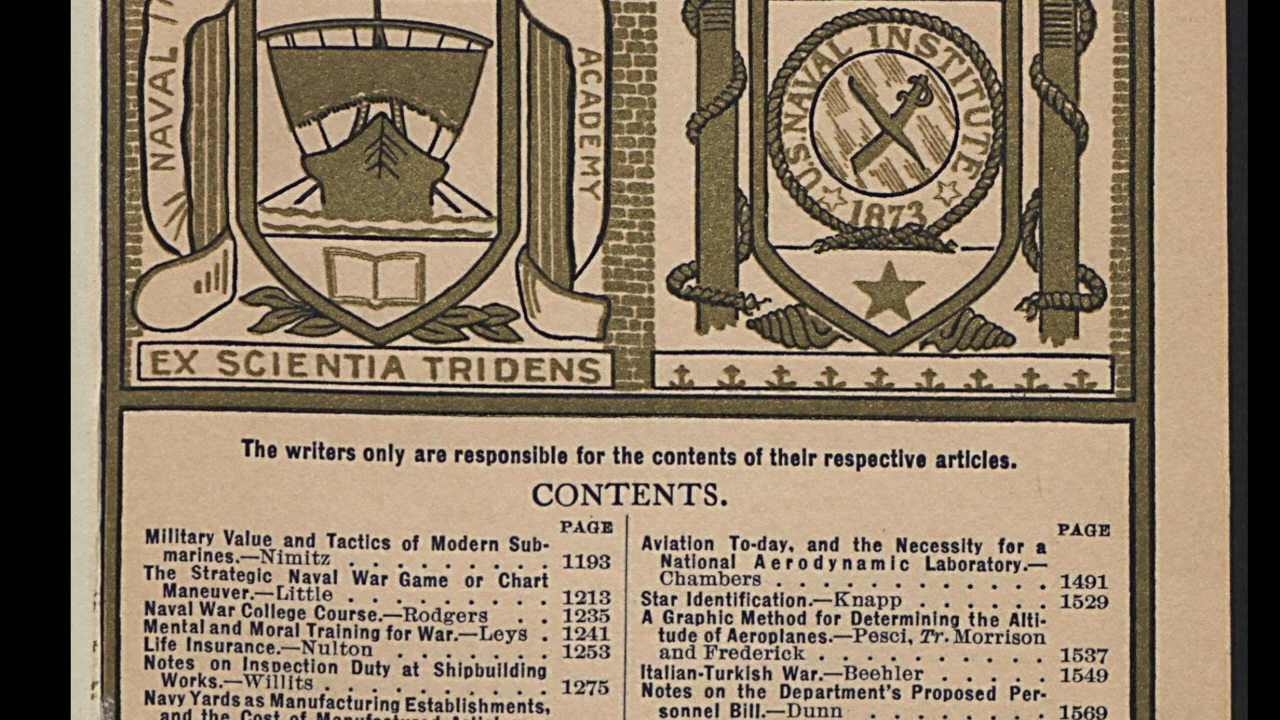 NAVAL
ACADEMY
EX SCIENTIA TRIDENS
U.S. NAVAL INSTITUTE
1873
The writers only are responsible for the contents of their respective articles.
CONTENTS.
PAGE
Military Value and Tactics of Modern Sub-
marines.—Nimitz . . . . . . . . . 1193
The Strategic Naval War Game or Chart
Maneuver.—Little . . . . . . . . . 1213
Naval War College Course.—Rodgers . . 1235
Mental and Moral Training for War.—Leys . 1241
Life Insurance.—Nulton . . . . . . . 1253
Notes on Inspection Duty at Shipbuilding
Works.—Willits . . . . . . . . . . 1275
Navy Yards as Manufacturing Establishments,
and the Cost of
PAGE
Aviation To-day, and the Necessity for a
National Aerodynamic Laboratory.—
Chambers . . . . . . . . . . . . 1491
Star Identification.—Knapp . . . . . . 1529
A Graphic Method for Determining the Alti-
tude of Aeroplanes.—Pesci, Tr. Morrison
and Frederick . . . . . . . . . . 1537
Italian-Turkish War.—Beehler . . . . . 1549
Notes on the Department's Proposed Per-
sonnel Bill.—Dunn . . . . . . . 1569